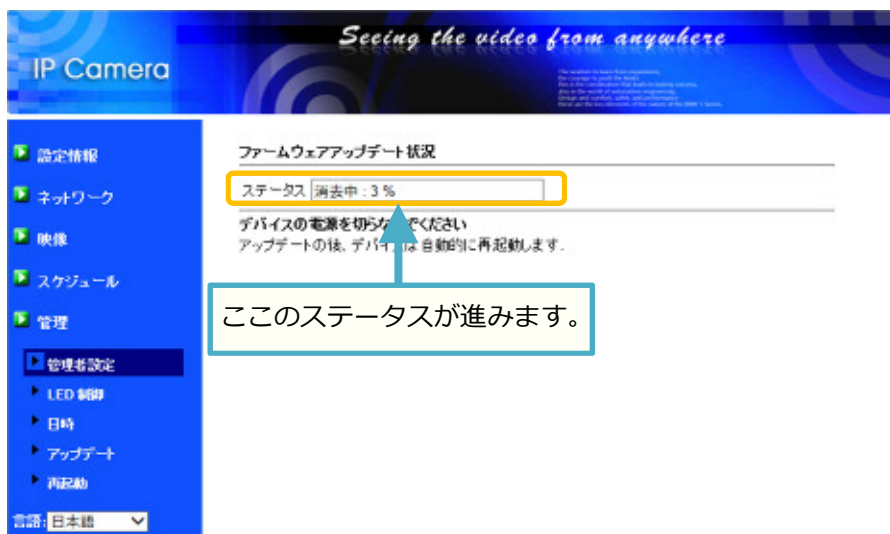 Seeing the video from anywhere
IP Camera
設定情報
ネットワーク
映像
スケジュール
管理
管理者設定
LED 制御
日時
アップデート
再起動
言語: 日本語
ファームウェアアップデート状況
ステータス 消去中 : 3 %
デバイスの電源を切らな でください
アップデートの後、デバイ は自動的に再起動します.
ここのステータスが進みます。